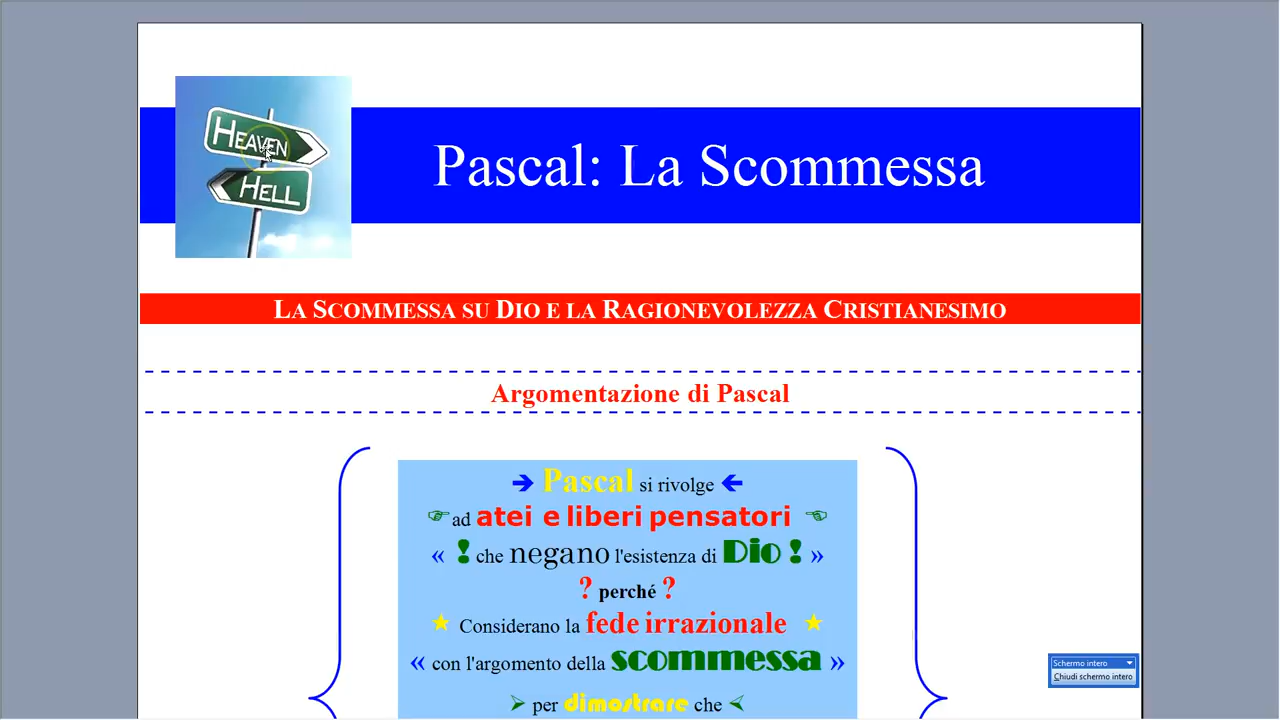 HEAVEN
HELL
Pascal: La Scommessa
LA SCOMMESSA SU DIO E LA RAGIONEVOLEZZA CRISTIANESIMO
Argomentazione di Pascal
➔ Pascal si rivolge ←
☞ad atei e liberi pensatori ☜
« ! che negano l'esistenza di Dio ! »
? perché ?
★ Considerano la fede irrazionale ★
« con l'argomento della scommessa »
➢ per dimostrare che
Schermo intero
Chiudi schermo intero